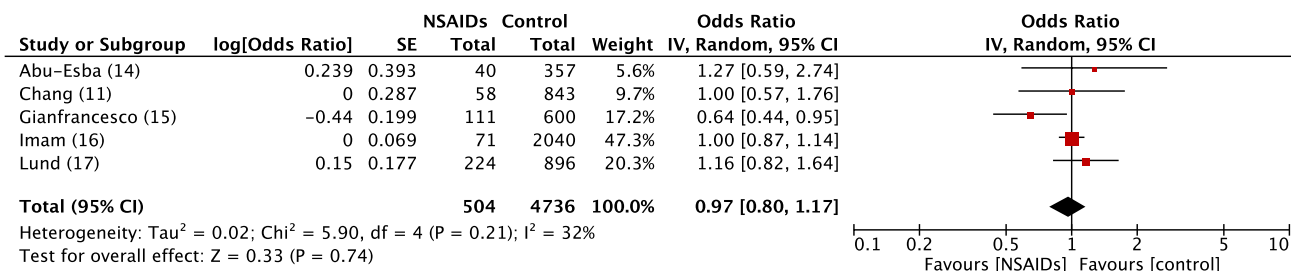 NSAIDs Control Odds Ratio Odds Ratio
Study or Subgroup log[Odds Ratio] SE Total Total Weight IV, Random, 95% CI IV, Random, 95% CI
Abu-Esba (14) 0.239 0.393 40 357 5.6% 1.27 [0.59, 2.74]
Chang (11) 0 0.287 58 843 9.7% 1.00 [0.57, 1.76]
Gianfrancesco (15) −0.44 0.199 111 600 17.2% 0.64 [0.44, 0.95]
Imam (16) 0 0.069 71 2040 47.3% 1.00 [0.87, 1.14]
Lund (17) 0.15 0.177 224 896 20.3% 1.16 [0.82, 1.64]
Total (95% CI) 504 4736 100.0% 0.97 [0.80, 1.17]
Heterogeneity: Tau² = 0.02; Chi² = 5.90, df = 4 (P = 0.21); I² = 32%
Test for overall effect: Z = 0.33 (P = 0.74)
0.1 0.2 0.5 1 2 5 10
Favours [NSAIDs] Favours [control]